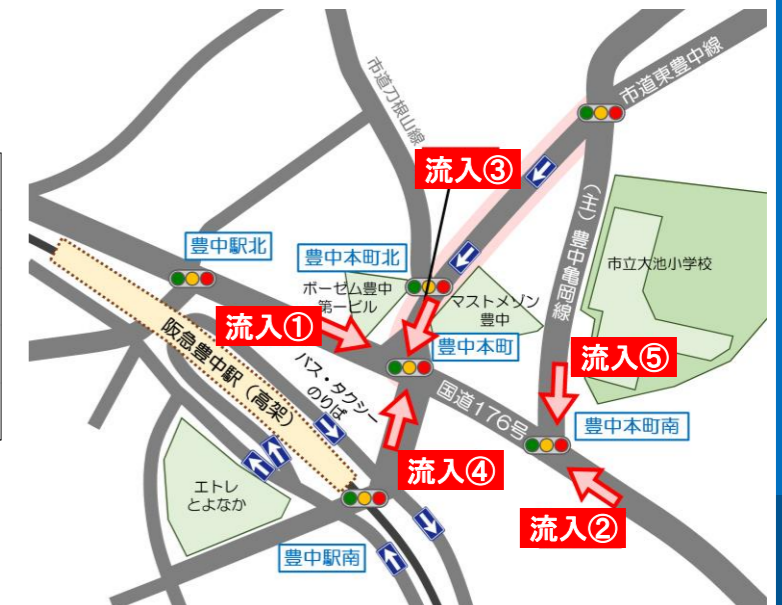 市道刀根山線
市道東豊中線
流入③
(主)豊中亀岡線
市立大池小学校
豊中駅北
豊中本町北
ボーゼム豊中
第一ビル
マストメゾン
豊中
流入①
豊中本町
阪急豊中駅(高架)
バス・タクシー
のりば
国道176号
流入⑤
豊中本町南
流入④
エトレ
とよなか
流入②
豊中駅南